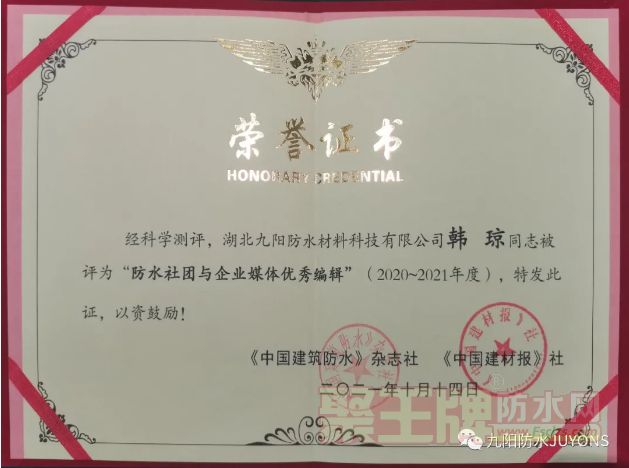 荣誉证书
HONORARY CREDENTIAL
经科学测评，湖北九阳防水材料科技有限公司韩 琼同志被
评为“防水社团与企业媒体优秀编辑”（2020~2021年度），特发此
证，以资鼓励！
《中国建筑防水》杂志社 《中国建材报》社
二〇二一年十月十四日
防水网
九阳防水JUYONS